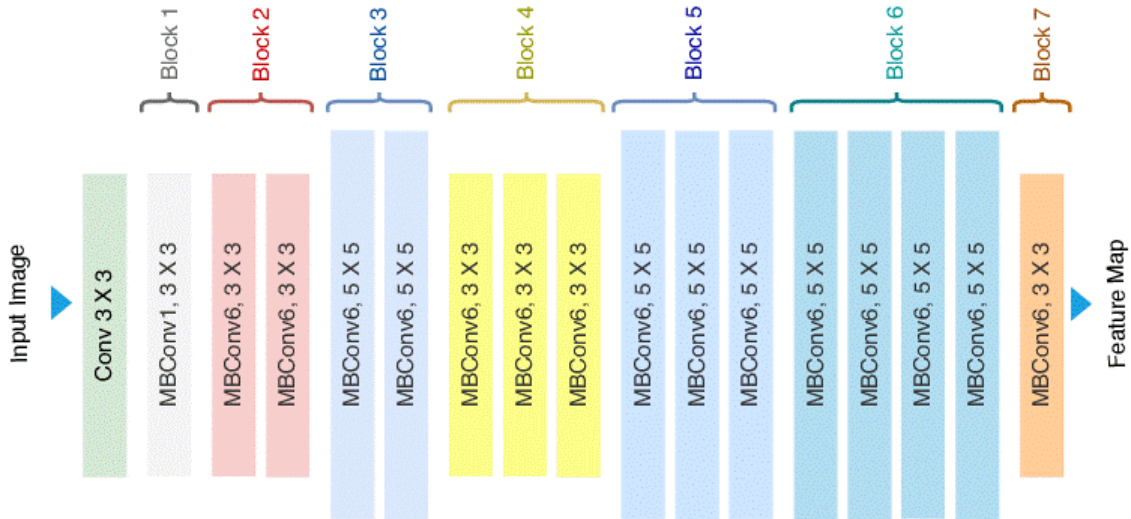 Input Image
Conv 3 X 3
Block 1
MBConv1, 3 X 3
Block 2
MBConv6, 3 X 3
MBConv6, 3 X 3
Block 3
MBConv6, 5 X 5
MBConv6, 5 X 5
Block 4
MBConv6, 3 X 3
MBConv6, 3 X 3
MBConv6, 3 X 3
Block 5
MBConv6, 5 X 5
MBConv6, 5 X 5
MBConv6, 5 X 5
Block 6
MBConv6, 5 X 5
MBConv6, 5 X 5
MBConv6, 5 X 5
MBConv6, 5 X 5
Block 7
MBConv6, 3 X 3
Feature Map